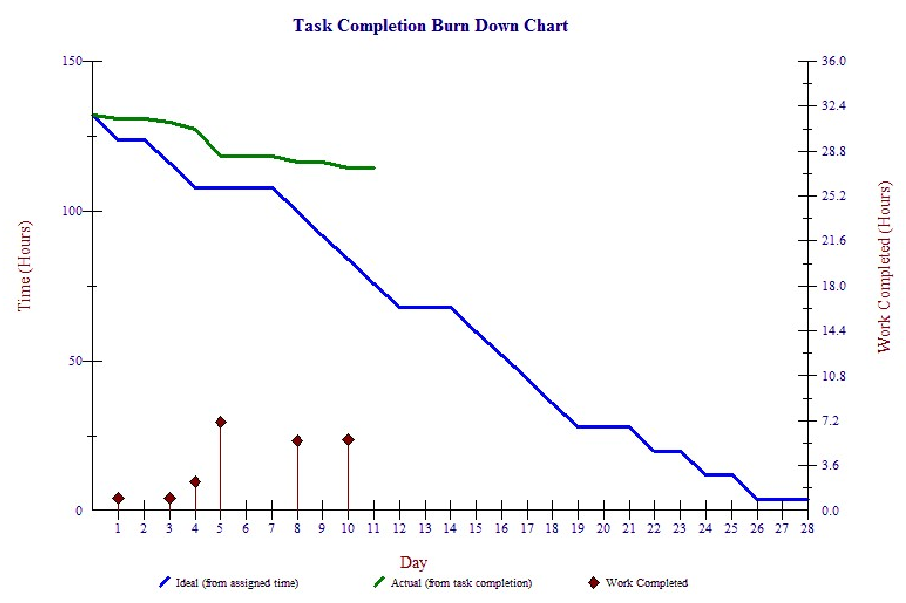 Task Completion Burn Down Chart
150
100
50
0
Time (Hours)
36.0
32.4
28.8
25.2
21.6
18.0
14.4
10.8
7.2
3.6
0.0
Work Completed (Hours)
1 2 3 4 5 6 7 8 9 10 11 12 13 14 15 16 17 18 19 20 21 22 23 24 25 26 27 28
Day
Ideal (from assigned time) Actual (from task completion) Work Completed